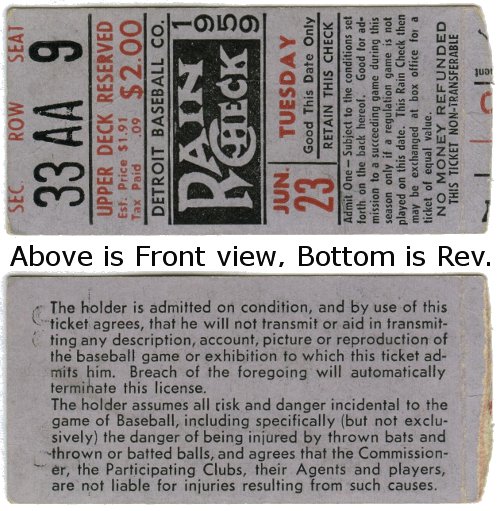 SEC. ROW SEAT
33 AA 9
UPPER DECK RESERVED
Est. Price $1.91
Tax Paid .09
$2.00
DETROIT BASEBALL CO.
1959
RAIN
CHECK
JUN.
23
TUESDAY
Good This Date Only
RETAIN THIS CHECK
Admit One—Subject to the conditions set
forth on the back hereof. Good for ad-
mission to a succeeding game during this
season only if a regulation game is not
played on this date. This Rain Check then
may be exchanged at box office for a
ticket of equal value.
NO MONEY REFUNDED
THIS TICKET NON-TRANSFERABLE
Above is Front view, Bottom is Rev.
The holder is admitted on condition, and by use of this
ticket agrees, that he will not transmit or aid in transmit-
ting any description, account, picture or reproduction of
the baseball game or exhibition to which this ticket ad-
mits him. Breach of the foregoing will automatically
terminate this license.
The holder assumes all risk and danger incidental to the
game of Baseball, including specifically (but not exclu-
sively) the danger of being injured by thrown bats and
thrown or batted balls, and agrees that the Commission-
er, the Participating Clubs, their Agents and players,
are not liable for injuries resulting from such causes.